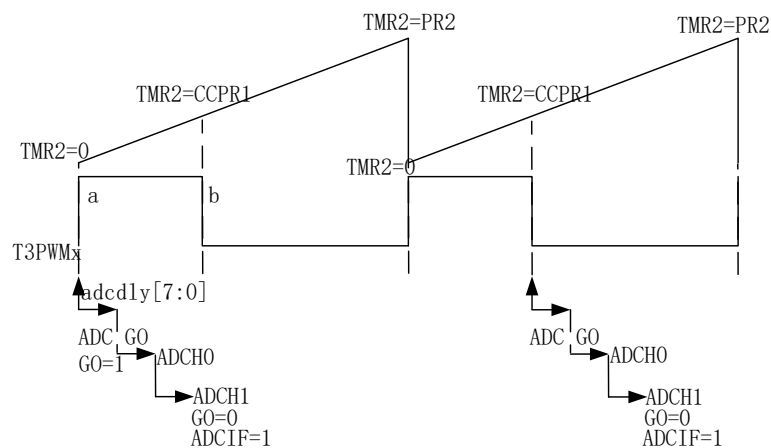 TMR2=PR2
TMR2=PR2
TMR2=CCPR1
TMR2=CCPR1
TMR2=0
TMR2=0
a
b
T3PWMx
adcdly[7:0]
ADC GO
GO=1
ADCH0
ADCH1
GO=0
ADCIF=1
ADC GO
ADCH0
ADCH1
GO=0
ADCIF=1